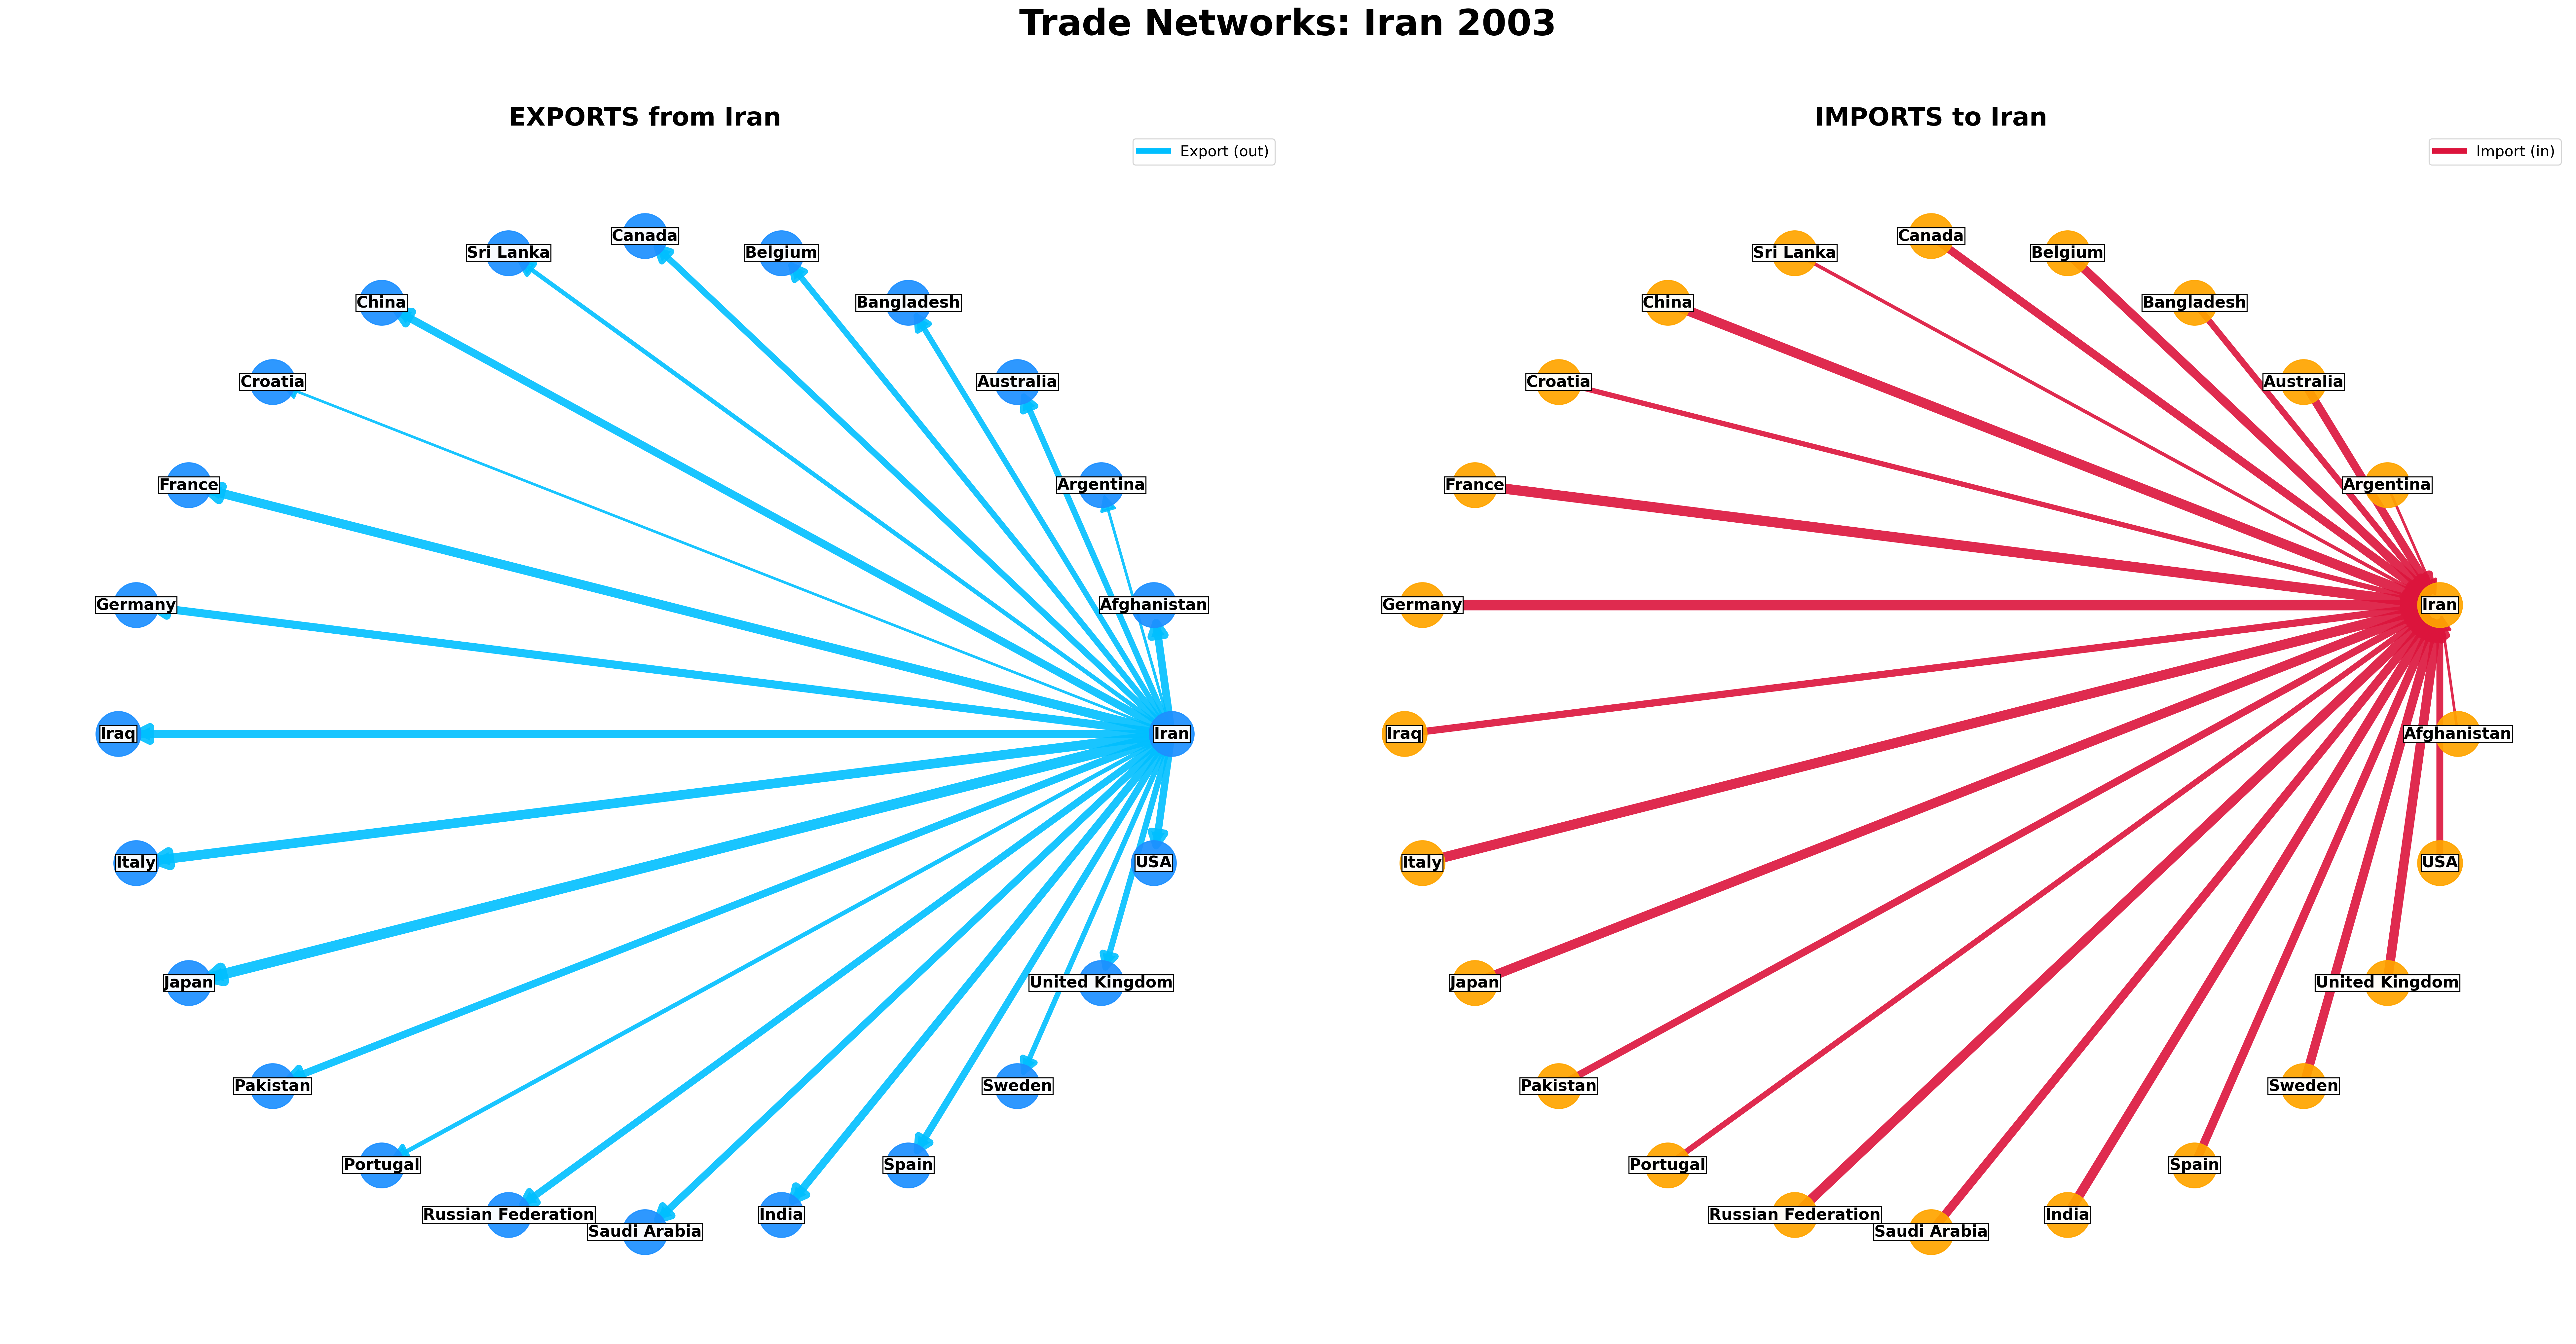 Trade Networks: Iran 2003
EXPORTS from Iran
Export (out)
Canada
Sri Lanka
Belgium
China
Bangladesh
Croatia
Australia
France
Argentina
Germany
Afghanistan
Iraq
Iran
Italy
USA
Japan
United Kingdom
Pakistan
Sweden
Portugal
Spain
Russian Federation
India
Saudi Arabia
IMPORTS to Iran
Import (in)
Canada
Sri Lanka
Belgium
China
Bangladesh
Croatia
Australia
France
Argentina
Germany
Iran
Iraq
Afghanistan
Italy
USA
Japan
United Kingdom
Pakistan
Sweden
Portugal
Spain
Russian Federation
India
Saudi Arabia